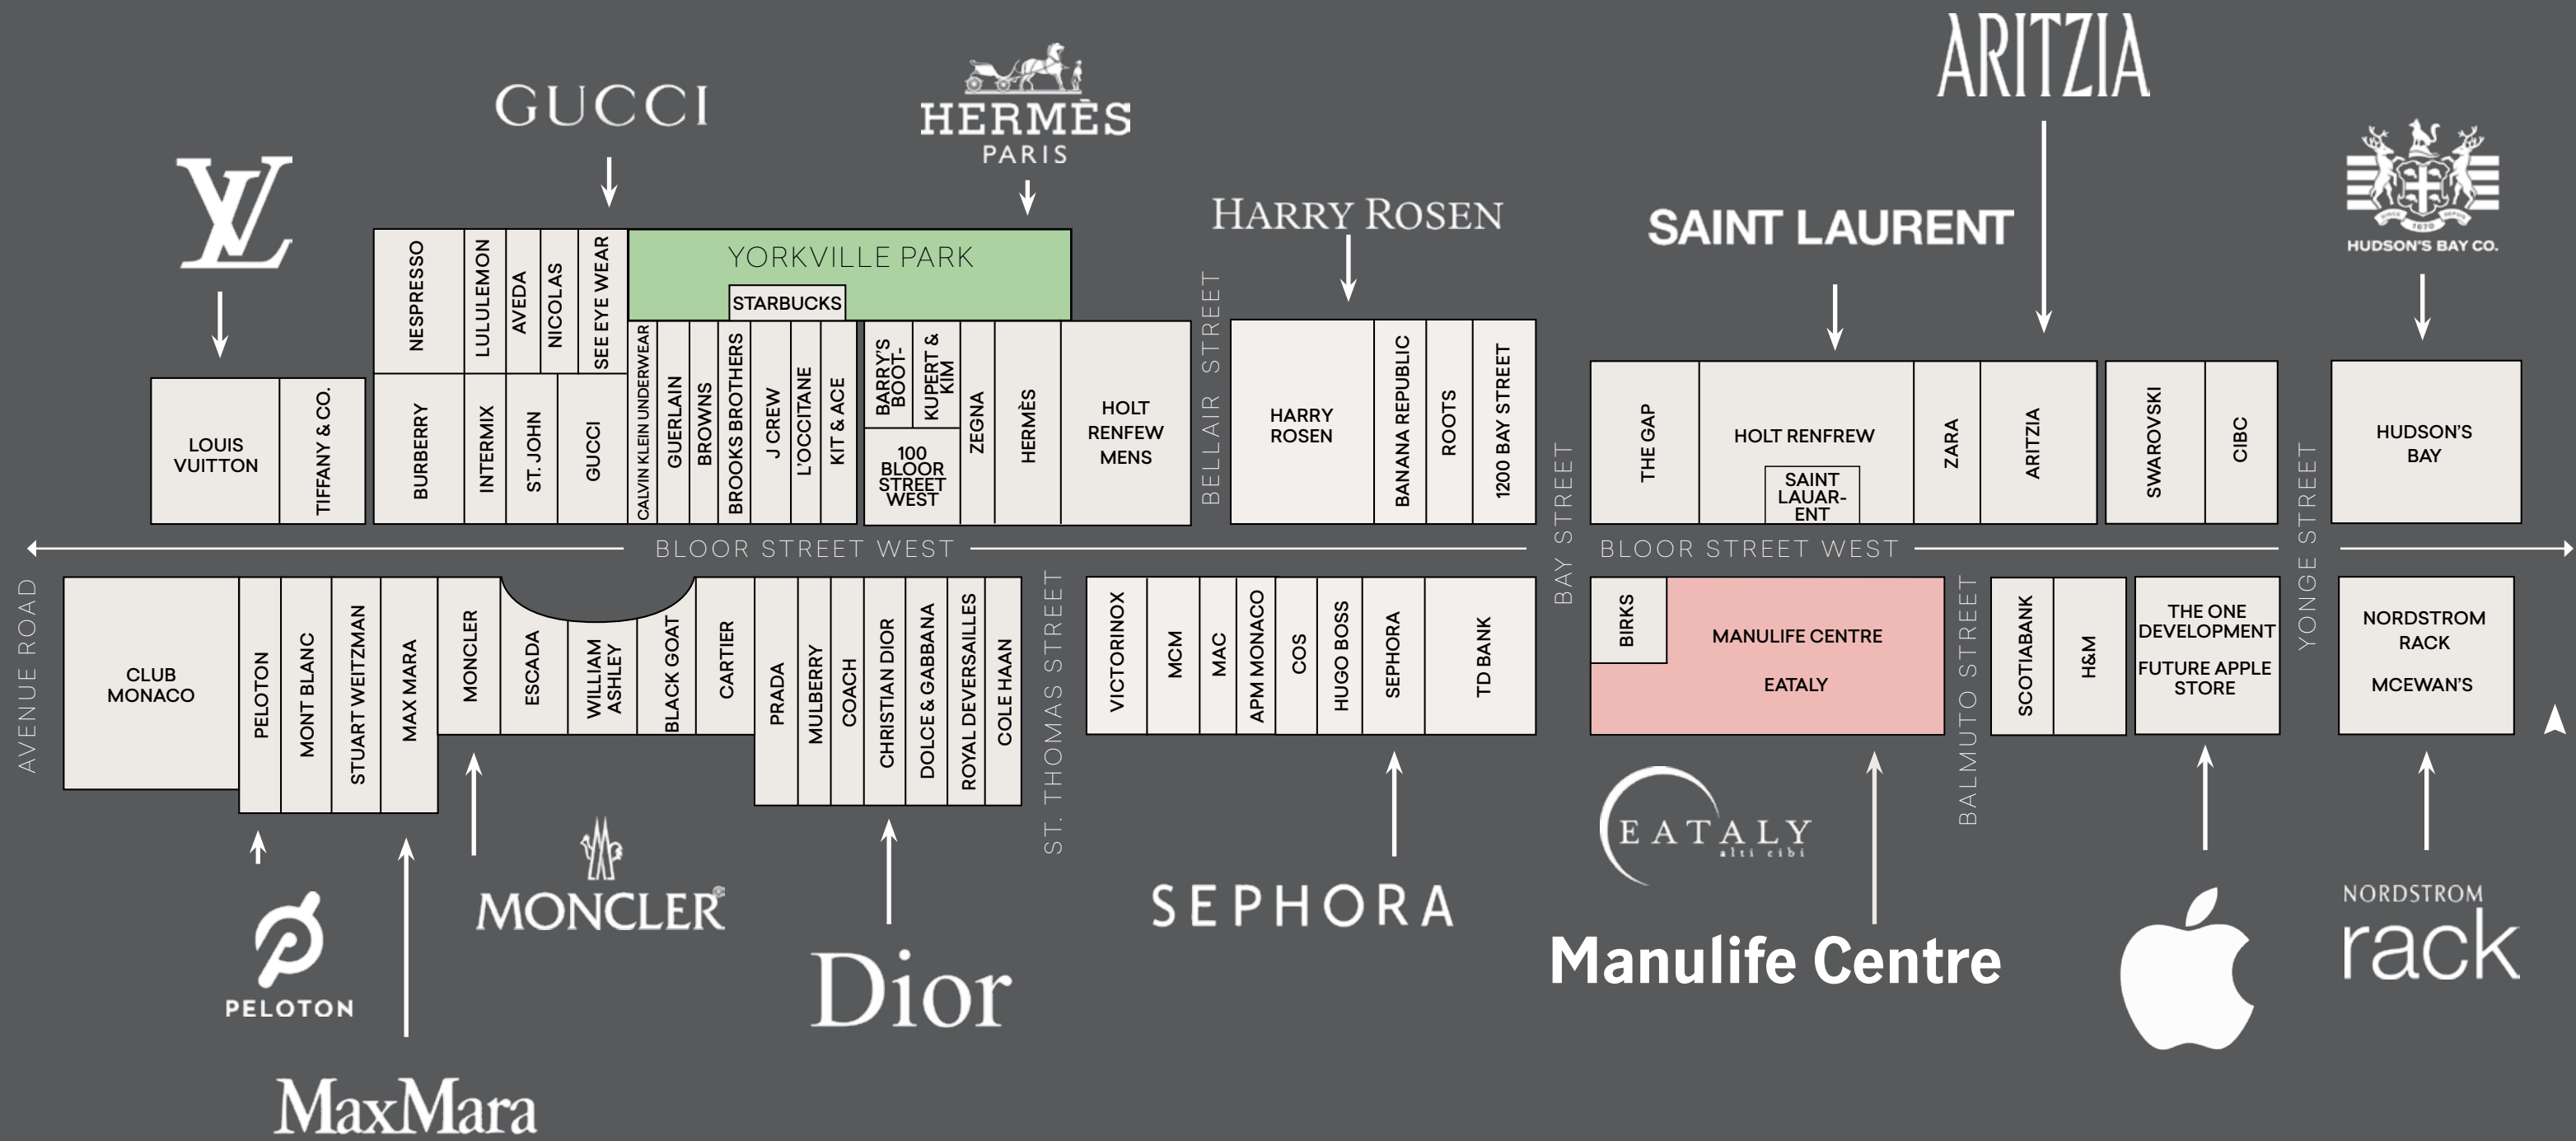 ARITZIA
GUCCI
HERMÈS
PARIS
LV
HARRY ROSEN
SAINT LAURENT
HUDSON'S BAY CO.
YORKVILLE PARK
STARBUCKS
NESPRESSO
LULULEMON
AVEDA
NICOLAS
SEE EYE WEAR
LOUIS
VUITTON
TIFFANY & CO.
BURBERRY
INTERMIX
ST. JOHN
GUCCI
CALVIN KLEIN UNDERWEAR
GUERLAIN
BROWNS
BROOKS BROTHERS
J CREW
L'OCCITANE
KIT & ACE
BARRY'S
BOOT-
KUPERT &
KIM
100
BLOOR
STREET
WEST
ZEGNA
HERMÈS
HOLT
RENFEW
MENS
BELLAIR STREET
HARRY
ROSEN
BANANA REPUBLIC
ROOTS
1200 BAY STREET
BAY STREET
THE GAP
HOLT RENFREW
SAINT
LAUAR-
ENT
ZARA
ARITZIA
SWAROVSKI
CIBC
YONGE STREET
HUDSON'S
BAY
BLOOR STREET WEST
BLOOR STREET WEST
AVENUE ROAD
CLUB
MONACO
PELOTON
MONT BLANC
STUART WEITZMAN
MAX MARA
MONCLER
ESCADA
WILLIAM
ASHLEY
BLACK GOAT
CARTIER
PRADA
MULBERRY
COACH
CHRISTIAN DIOR
DOLCE & GABBANA
ROYAL DEVERSAILLES
COLE HAAN
ST. THOMAS STREET
VICTORINOX
MCM
MAC
APM MONACO
COS
HUGO BOSS
SEPHORA
TD BANK
BIRKS
MANULIFE CENTRE
EATALY
BALMUTO STREET
SCOTIABANK
H&M
THE ONE
DEVELOPMENT
FUTURE APPLE
STORE
NORDSTROM
RACK
MCEWAN'S
PELOTON
MaxMara
MONCLER
Dior
SEPHORA
EATALY
alti cibi
Manulife Centre
NORDSTROM
rack